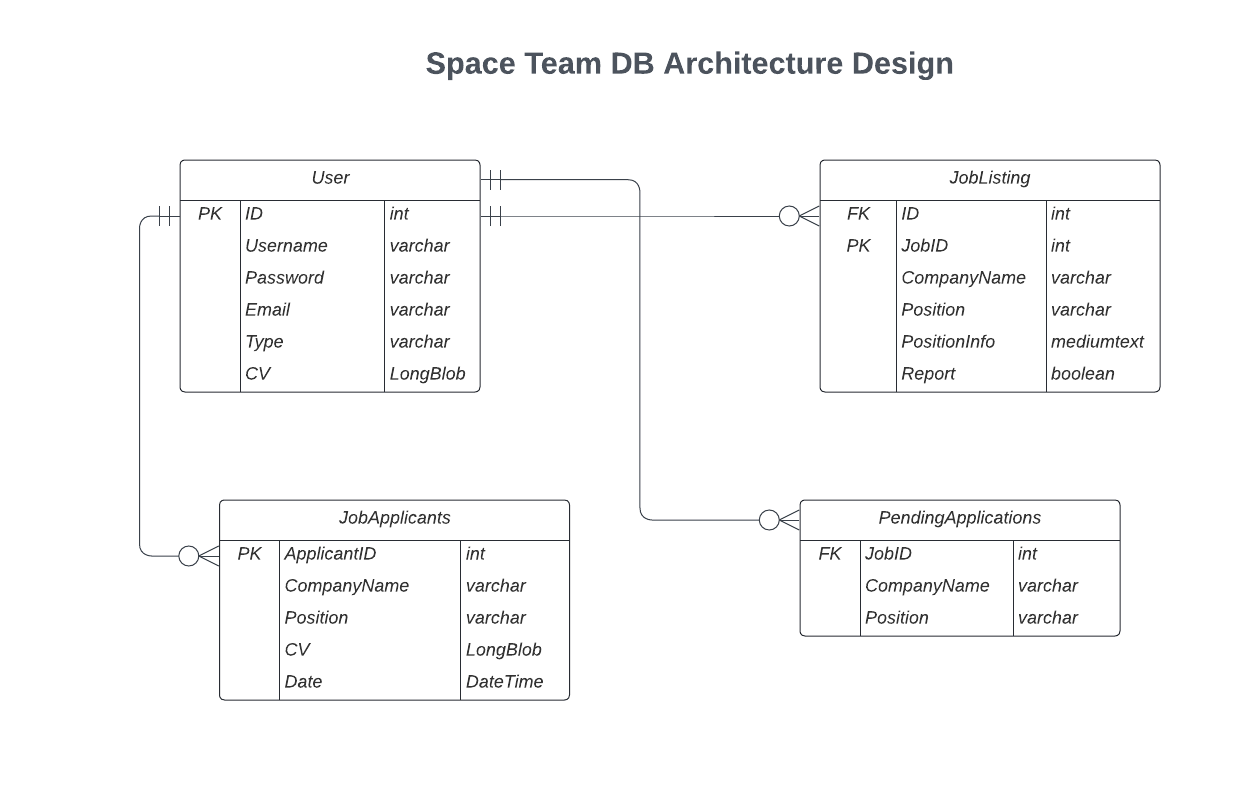 Space Team DB Architecture Design
User
PK ID int
Username varchar
Password varchar
Email varchar
Type varchar
CV LongBlob
JobListing
FK ID int
PK JobID int
CompanyName varchar
Position varchar
PositionInfo mediumtext
Report boolean
JobApplicants
PK ApplicantID int
CompanyName varchar
Position varchar
CV LongBlob
Date DateTime
PendingApplications
FK JobID int
CompanyName varchar
Position varchar